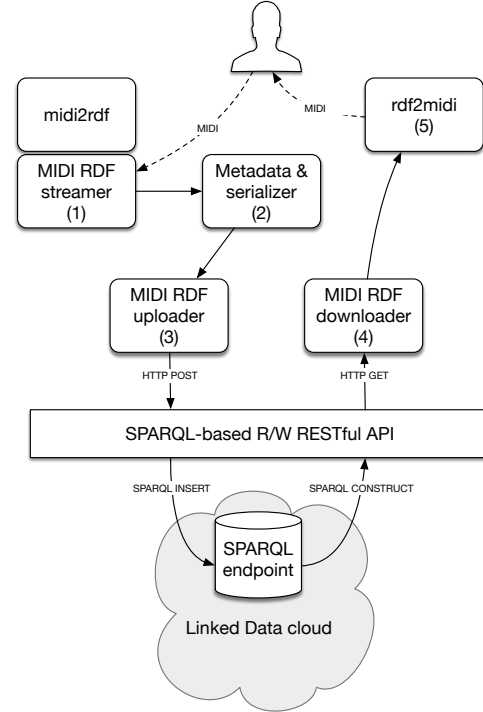 midi2rdf
rdf2midi
(5)
MIDI
MIDI
MIDI RDF
streamer
(1)
Metadata &
serializer
(2)
MIDI RDF
uploader
(3)
MIDI RDF
downloader
(4)
HTTP POST
HTTP GET
SPARQL-based R/W RESTful API
SPARQL INSERT
SPARQL CONSTRUCT
SPARQL
endpoint
Linked Data cloud